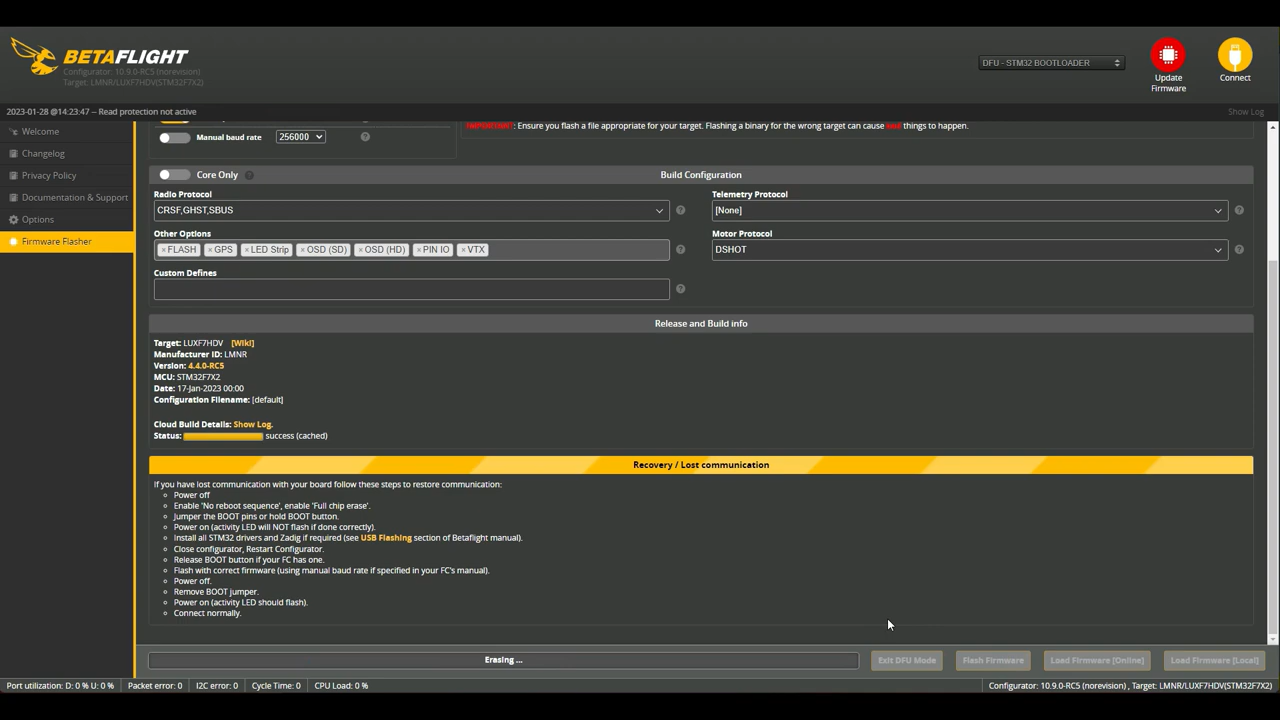 BETAFLIGHT
Configurator: 10.9.0-RC5 (norevision)
Target: LMNR/LUXF7HDV(STM32F7X2)
DFU - STM32 BOOTLOADER
Update Firmware
Connect
2023-01-28 @14:23:47 -- Read protection not active
Show Log
Welcome
Changelog
Privacy Policy
Documentation & Support
Options
Firmware Flasher
Manual baud rate
256000
: Ensure you flash a file appropriate for your target. Flashing a binary for the wrong target can cause bad things to happen.
Core Only
Build Configuration
Radio Protocol
CRSF,GHST,SBUS
Telemetry Protocol
[None]
Other Options
×FLASH ×GPS ×LED Strip ×OSD (SD) ×OSD (HD) ×PIN IO ×VTX
Motor Protocol
DSHOT
Custom Defines
Release and Build info
Target: LUXF7HDV [Wiki]
Manufacturer ID: LMNR
Version: 4.4.0-RC5
MCU: STM32F7X2
Date: 17-Jan-2023 00:00
Configuration Filename: [default]
Cloud Build Details: Show Log.
Status: success (cached)
Recovery / Lost communication
If you have lost communication with your board follow these steps to restore communication:
Power off
Enable 'No reboot sequence', enable 'Full chip erase'.
Jumper the BOOT pins or hold BOOT button.
Power on (activity LED will NOT flash if done correctly).
Install all STM32 drivers and Zadig if required (see USB Flashing section of Betaflight manual).
Close configurator, Restart Configurator.
Release BOOT button if your FC has one.
Flash with correct firmware (using manual baud rate if specified in your FC's manual).
Power off.
Remove BOOT jumper.
Power on (activity LED should flash).
Connect normally.
Erasing ...
Exit DFU Mode
Flash Firmware
Load Firmware [Online]
Load Firmware [Local]
Port utilization: D: 0 % U: 0 %
Packet error: 0
I2C error: 0
Cycle Time: 0
CPU Load: 0 %
Configurator: 10.9.0-RC5 (norevision) , Target: LMNR/LUXF7HDV(STM32F7X2)